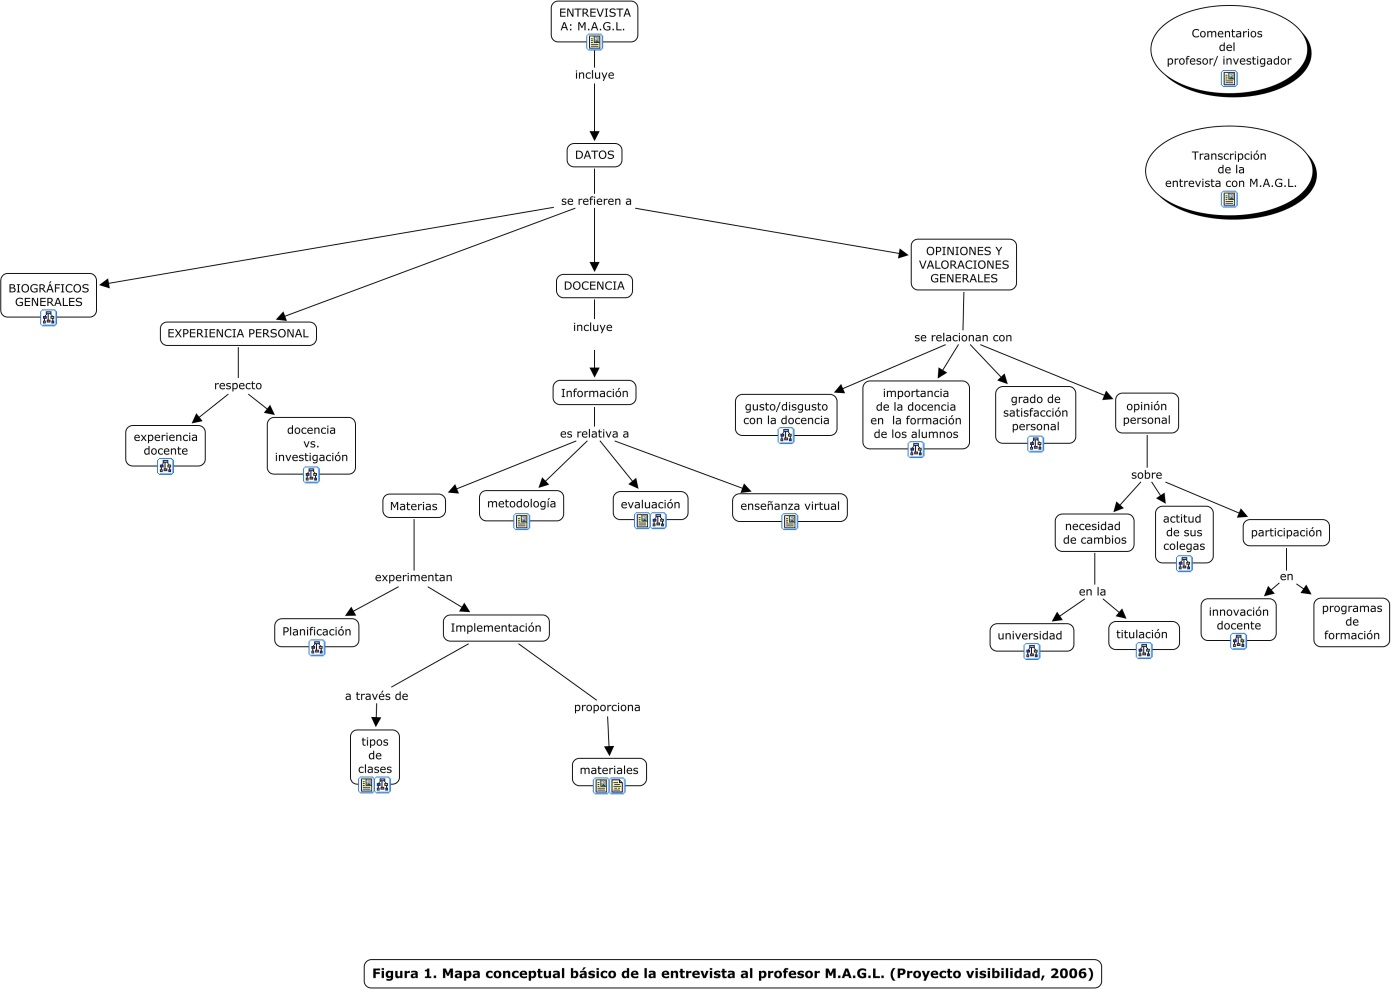 ENTREVISTA
A: M.A.G.L.
Comentarios
del
profesor/ investigador
incluye
DATOS
Transcripción
de la
entrevista con M.A.G.L.
se refieren a
BIOGRÁFICOS
GENERALES
EXPERIENCIA PERSONAL
DOCENCIA
OPINIONES Y
VALORACIONES
GENERALES
respecto
experiencia
docente
docencia
vs.
investigación
incluye
Información
es relativa a
Materias
metodología
evaluación
enseñanza virtual
experimentan
Planificación
Implementación
a través de
proporciona
tipos
de
clases
materiales
se relacionan con
gusto/disgusto
con la docencia
importancia
de la docencia
en  la formación
de los alumnos
grado de
satisfacción
personal
opinión
personal
sobre
necesidad
de cambios
actitud
de sus
colegas
participación
en la
universidad
titulación
en
innovación
docente
programas
de
formación
Figura 1. Mapa conceptual básico de la entrevista al profesor M.A.G.L. (Proyecto visibilidad, 2006)